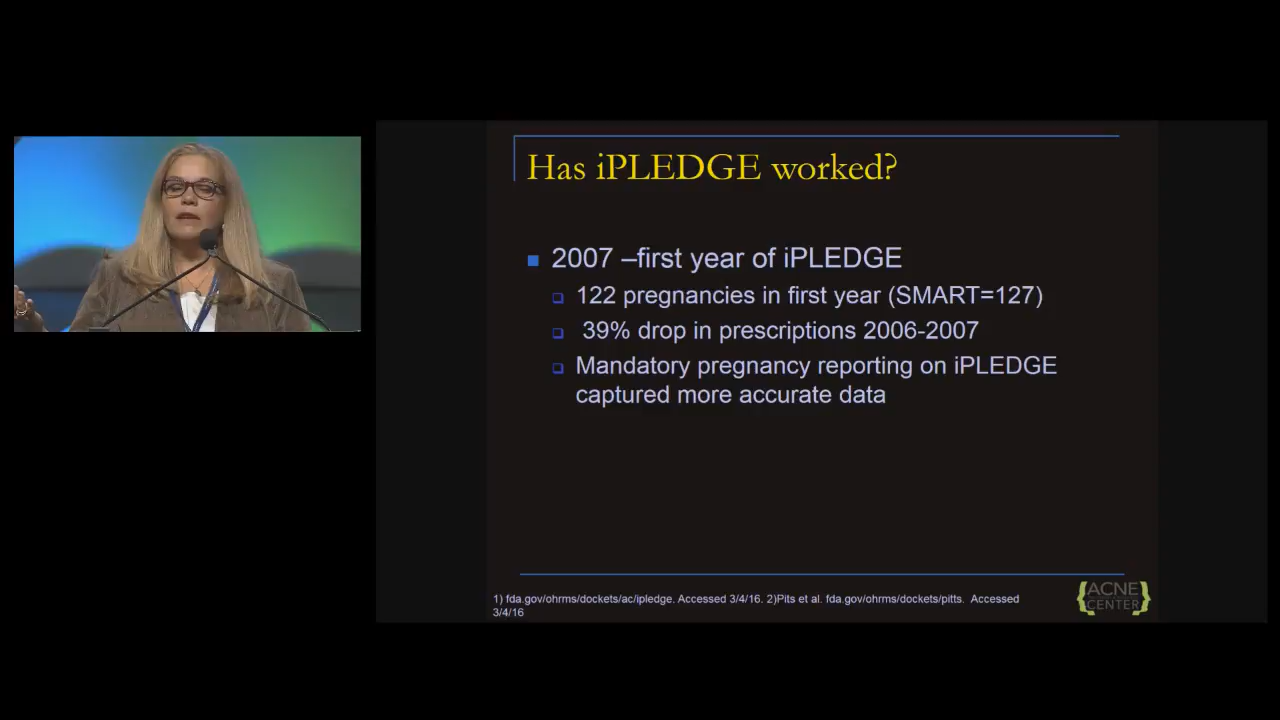 Has iPLEDGE worked?
2007 –first year of iPLEDGE
122 pregnancies in first year (SMART=127)
39% drop in prescriptions 2006-2007
Mandatory pregnancy reporting on iPLEDGE
captured more accurate data
1) fda.gov/ohrms/dockets/ac/ipledge. Accessed 3/4/16. 2)Pits et al. fda.gov/ohrms/dockets/pitts. Accessed
3/4/16
{ACNE
CENTER}